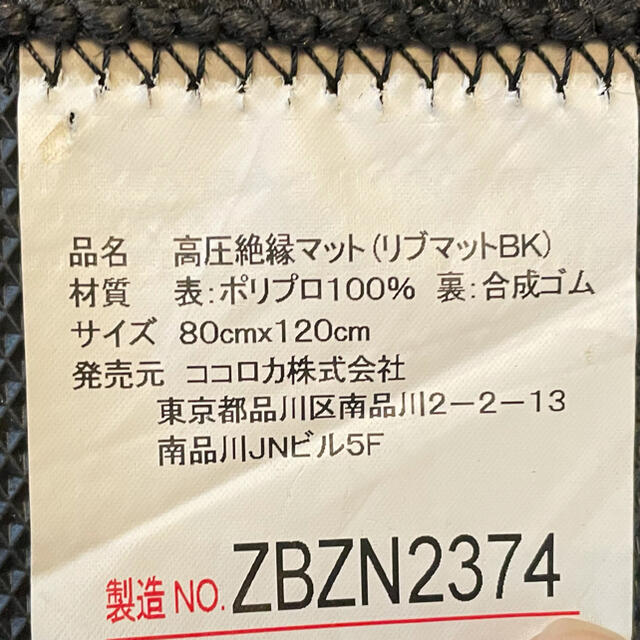 品名 高圧絶縁マット(リブマットBK)
材質 表:ポリプロ100% 裏:合成ゴム
サイズ 80cmx120cm
発売元 ココロカ株式会社
東京都品川区南品川2-2-13
南品川JNビル5F
製造NO.ZBZN2374